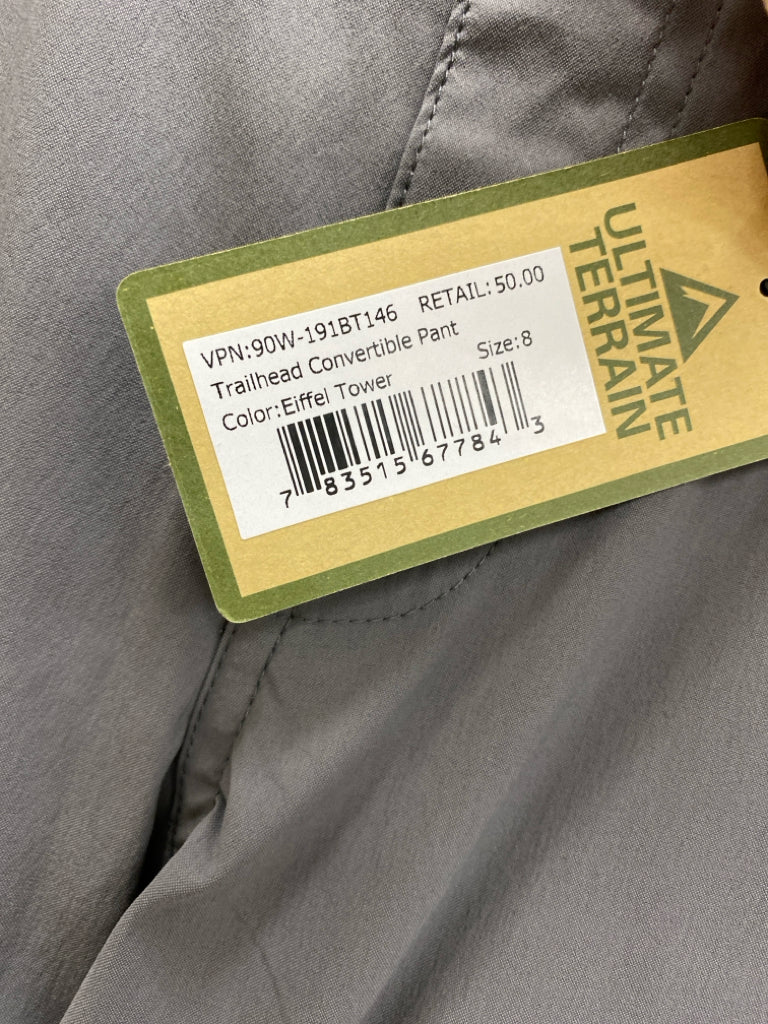 VPN:90W-191BT146 RETAIL:50.00
Trailhead Convertible Pant
Color:Eiffel Tower Size:8
7 83515 67784 3
ULTIMATE
TERRAIN